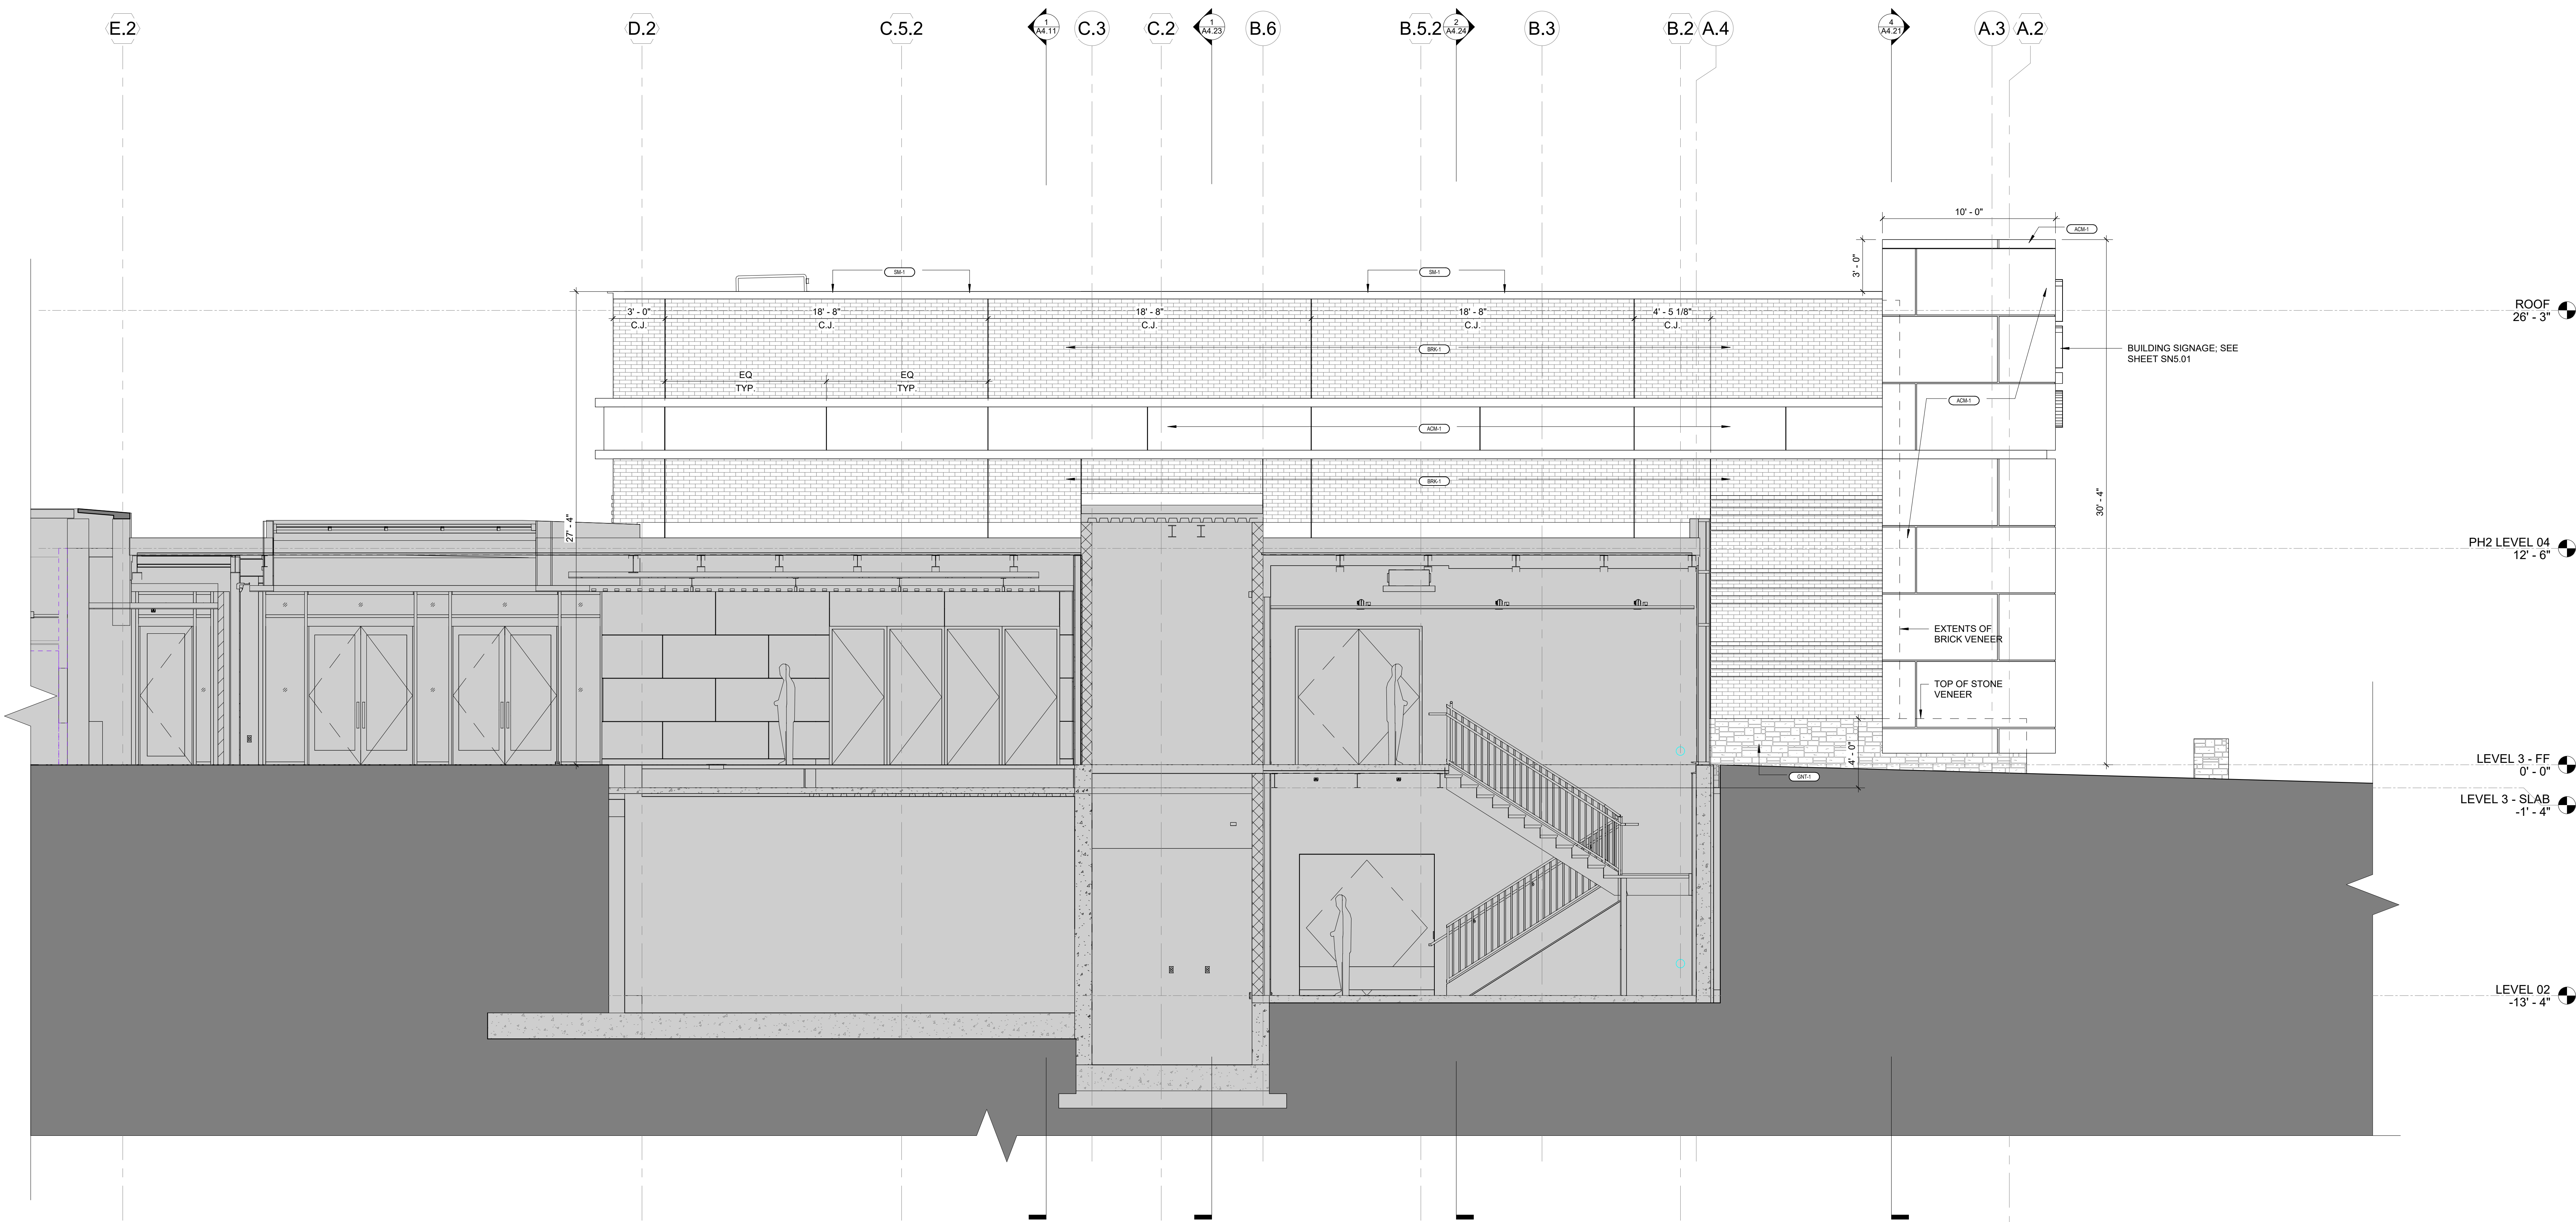 E.2
D.2
C.5.2
1
A4.11
C.3
C.2
1
A4.23
B.6
B.5.2
2
A4.24
B.3
B.2
A.4
4
A4.21
A.3
A.2
10' - 0"
ACM-1
3' - 0"
SM-1
SM-1
ROOF
26' - 3"
3' - 0"
C.J.
18' - 8"
C.J.
18' - 8"
C.J.
18' - 8"
C.J.
4' - 5 1/8"
C.J.
BRK-1
BUILDING SIGNAGE; SEE
SHEET SN5.01
EQ
TYP.
EQ
TYP.
ACM-1
ACM-1
BRK-1
27' - 4"
30' - 4"
PH2 LEVEL 04
12' - 6"
EXTENTS OF
BRICK VENEER
TOP OF STONE
VENEER
4' - 0"
GNT-1
LEVEL 3 - FF
0' - 0"
LEVEL 3 - SLAB
-1' - 4"
LEVEL 02
-13' - 4"